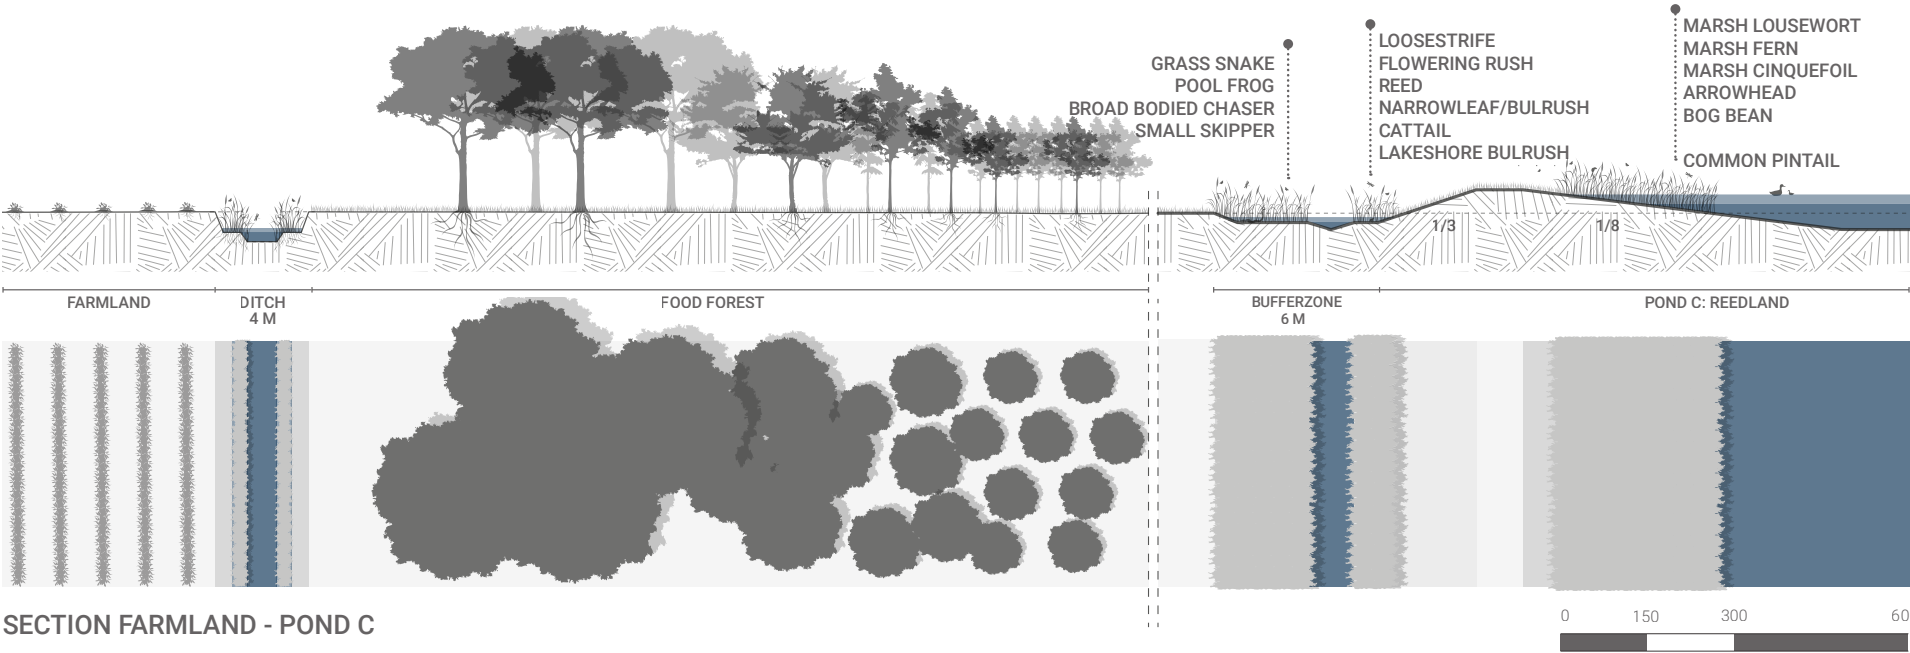 GRASS SNAKE
POOL FROG
BROAD BODIED CHASER
SMALL SKIPPER
LOOSESTRIFE
FLOWERING RUSH
REED
NARROWLEAF/BULRUSH
CATTAIL
LAKESHORE BULRUSH
MARSH LOUSEWORT
MARSH FERN
MARSH CINQUEFOIL
ARROWHEAD
BOG BEAN
COMMON PINTAIL
1/3
1/8
FARMLAND
DITCH
4 M
FOOD FOREST
BUFFERZONE
6 M
POND C: REEDLAND
SECTION FARMLAND - POND C
0 150 300 60